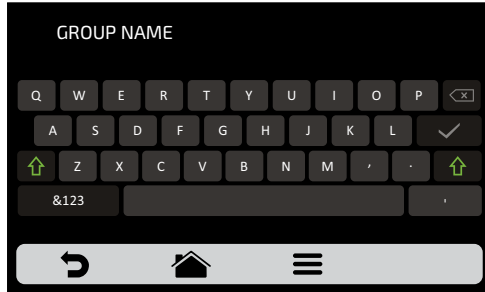 GROUP NAME
Q W E R T Y U I O P
A S D F G H J K L
Z X C V B N M , .
&123 '